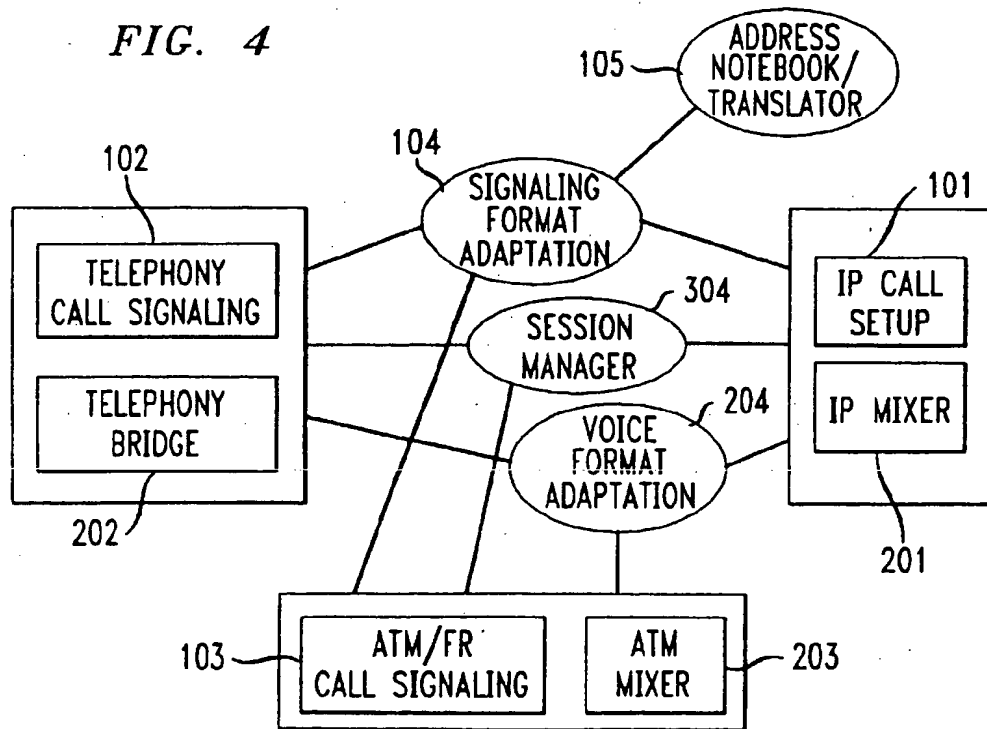 FIG. 4
105
ADDRESS
NOTEBOOK/
TRANSLATOR
104
SIGNALING
FORMAT
ADAPTATION
102
TELEPHONY
CALL SIGNALING
101
IP CALL
SETUP
304
SESSION
MANAGER
TELEPHONY
BRIDGE
202
204
VOICE
FORMAT
ADAPTATION
IP MIXER
201
103
ATM/FR
CALL SIGNALING
ATM
MIXER
203